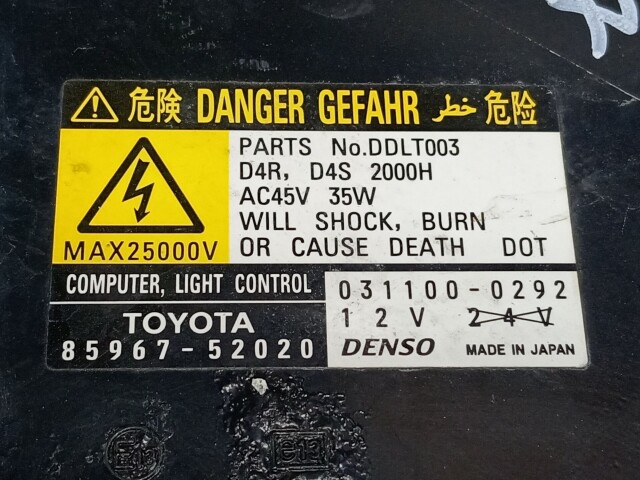 危険 DANGER GEFAHR خطر 危险
PARTS No.DDLT003
D4R, D4S 2000H
AC45V 35W
WILL SHOCK, BURN
OR CAUSE DEATH DOT
MAX25000V
COMPUTER, LIGHT CONTROL
TOYOTA
85967-52020
031100-0292
12V 24V
DENSO MADE IN JAPAN
E13